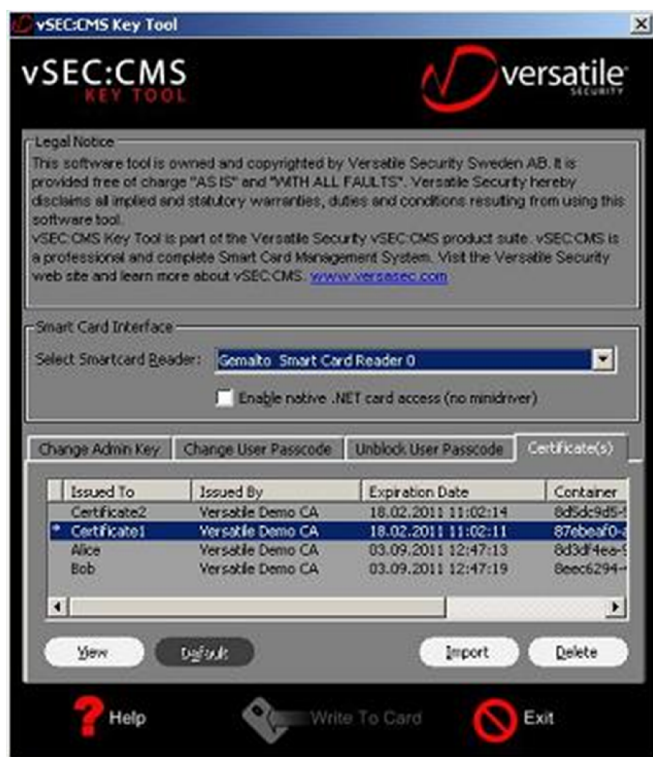 vSEC:CMS Key Tool
vSEC:CMS
KEY TOOL
versatile
SECURITY
Legal Notice
This software tool is owned and copyrighted by Versatile Security Sweden AB. It is
provided free of charge "AS IS" and "WITH ALL FAULTS". Versatile Security hereby
disclaims all implied and statutory warranties, duties and conditions resulting from using this
software tool.
vSEC:CMS Key Tool is part of the Versatile Security vSEC:CMS product suite. vSEC:CMS is
a professional and complete Smart Card Management System. Visit the Versatile Security
web site and learn more about vSEC:CMS. www.versasec.com
Smart Card Interface
Select Smartcard Reader: Gemalto Smart Card Reader 0
Enable native .NET card access (no minidriver)
Change Admin Key Change User Passcode Unblock User Passcode Certificate(s)
Issued To Issued By Expiration Date Container
Certificate2 Versatile Demo CA 18.02.2011 11:02:14 8d5dc9d5-
* Certificate1 Versatile Demo CA 18.02.2011 11:02:11 87ebeaf0-
Alice Versatile Demo CA 03.09.2011 12:47:13 8d3df4ea-
Bob Versatile Demo CA 03.09.2011 12:47:19 8eec6294-
View Default Import Delete
Help Write To Card Exit